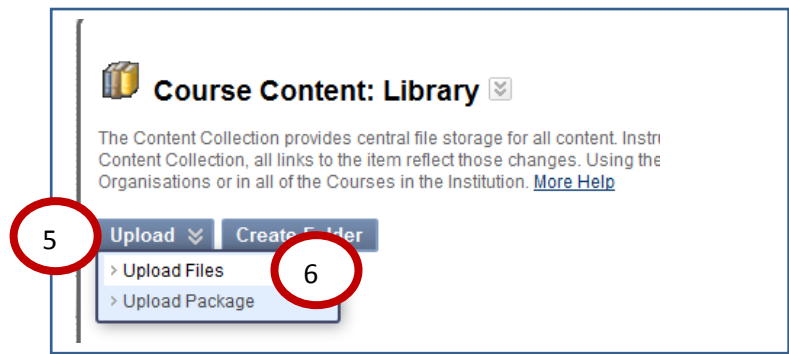 Course Content: Library
The Content Collection provides central file storage for all content. Instru
Content Collection, all links to the item reflect those changes. Using the
Organisations or in all of the Courses in the Institution. More Help
5 Upload Create Folder
> Upload Files 6
> Upload Package